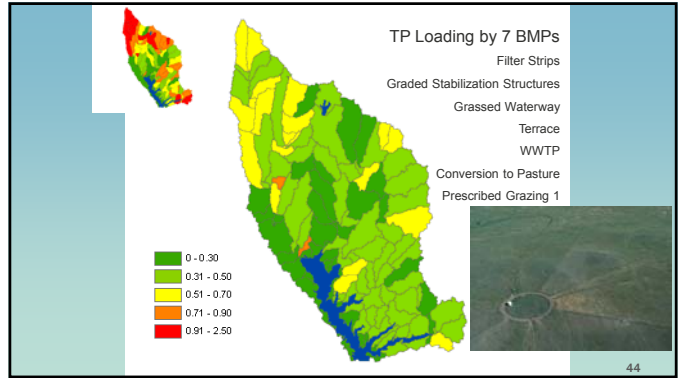 TP Loading by 7 BMPs
Filter Strips
Graded Stabilization Structures
Grassed Waterway
Terrace
WWTP
Conversion to Pasture
Prescribed Grazing 1
0 - 0.30
0.31 - 0.50
0.51 - 0.70
0.71 - 0.90
0.91 - 2.50
44